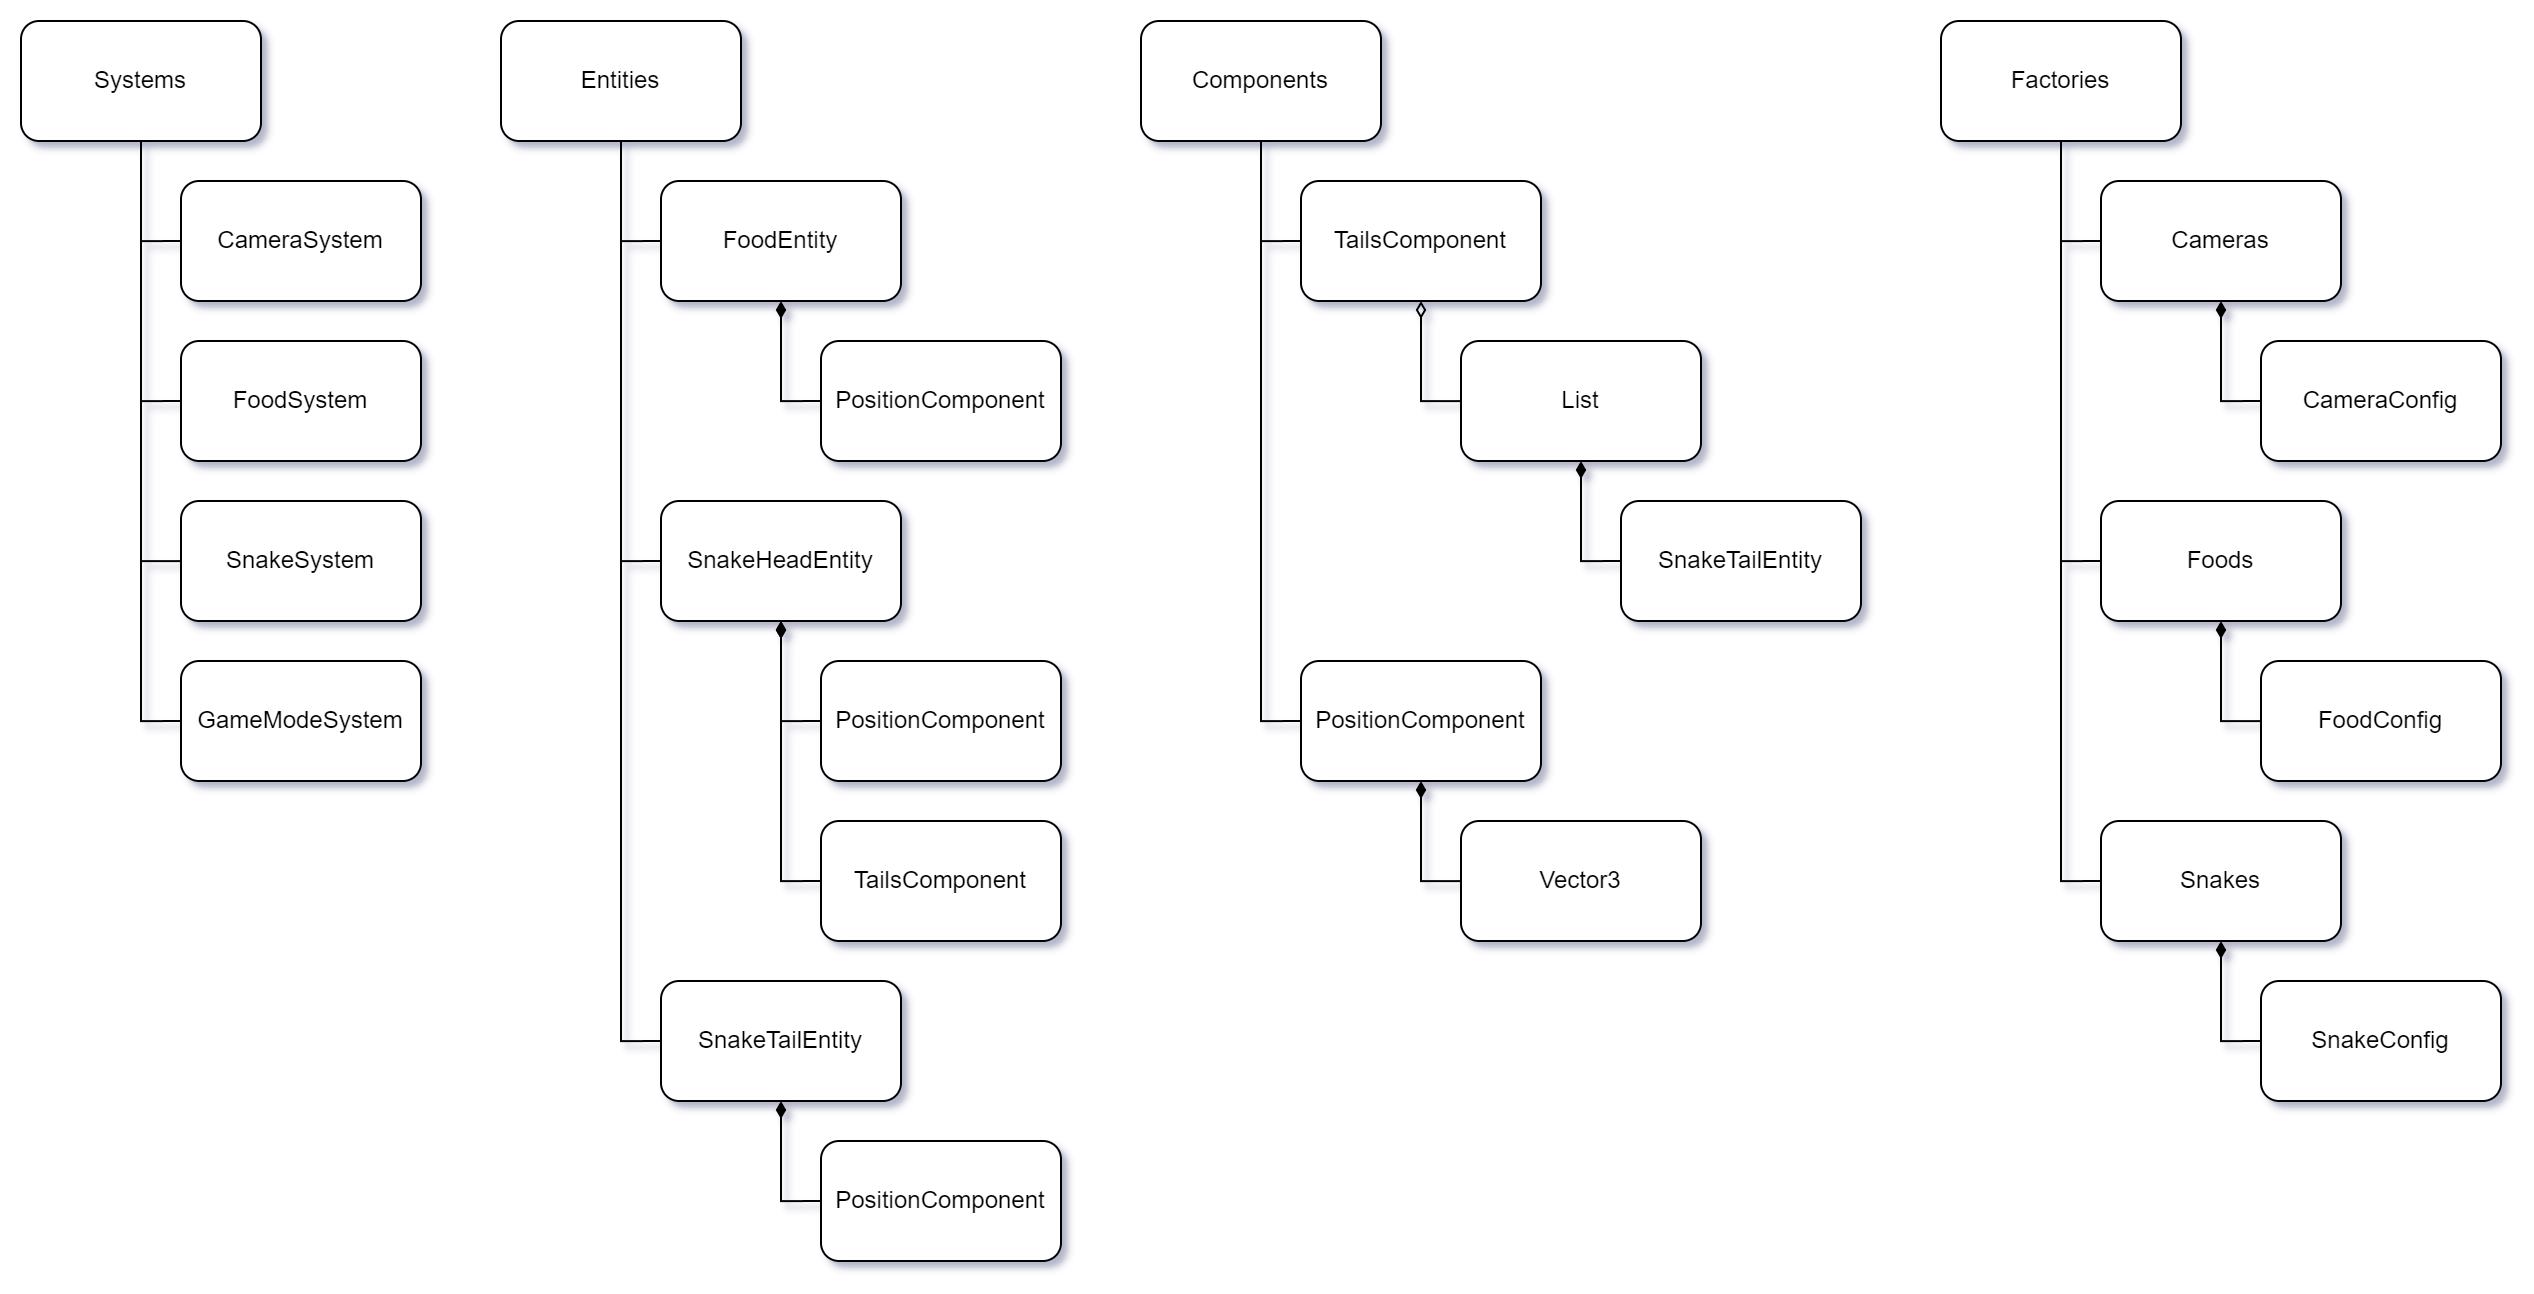 Systems
CameraSystem
FoodSystem
SnakeSystem
GameModeSystem
Entities
FoodEntity
PositionComponent
SnakeHeadEntity
PositionComponent
TailsComponent
SnakeTailEntity
PositionComponent
Components
TailsComponent
List
SnakeTailEntity
PositionComponent
Vector3
Factories
Cameras
CameraConfig
Foods
FoodConfig
Snakes
SnakeConfig